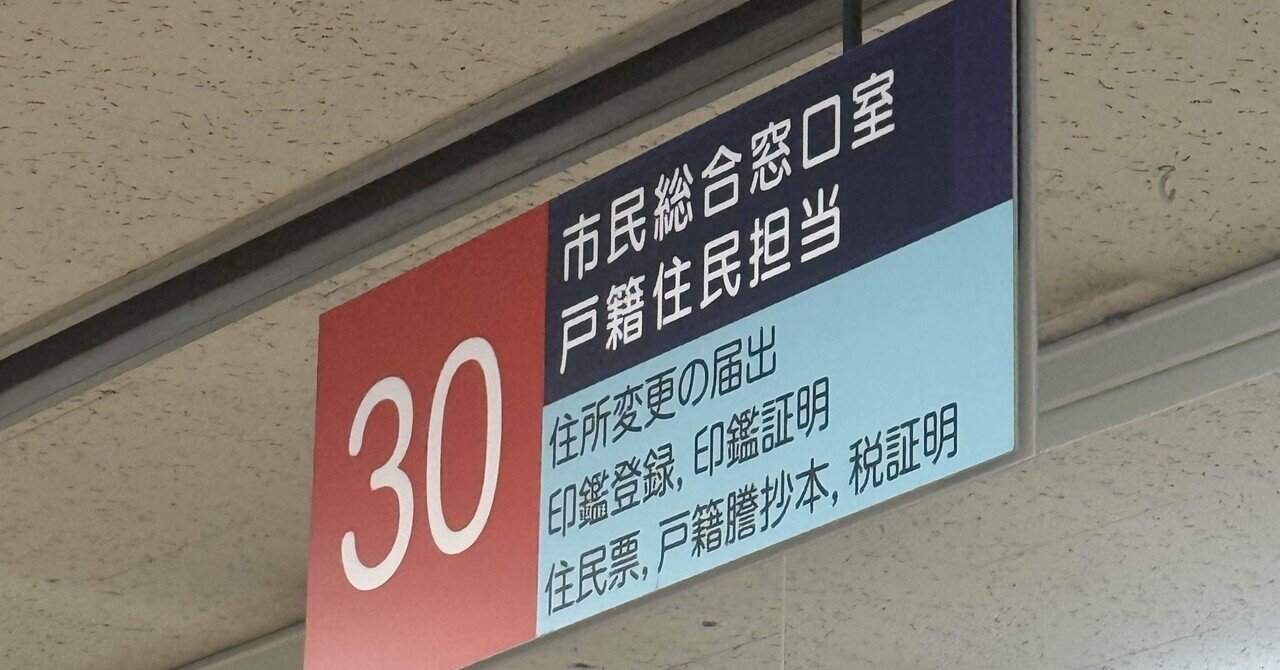 30
市民総合窓口室
戸籍住民担当
住所変更の届出
印鑑登録, 印鑑証明
住民票, 戸籍謄抄本, 税証明